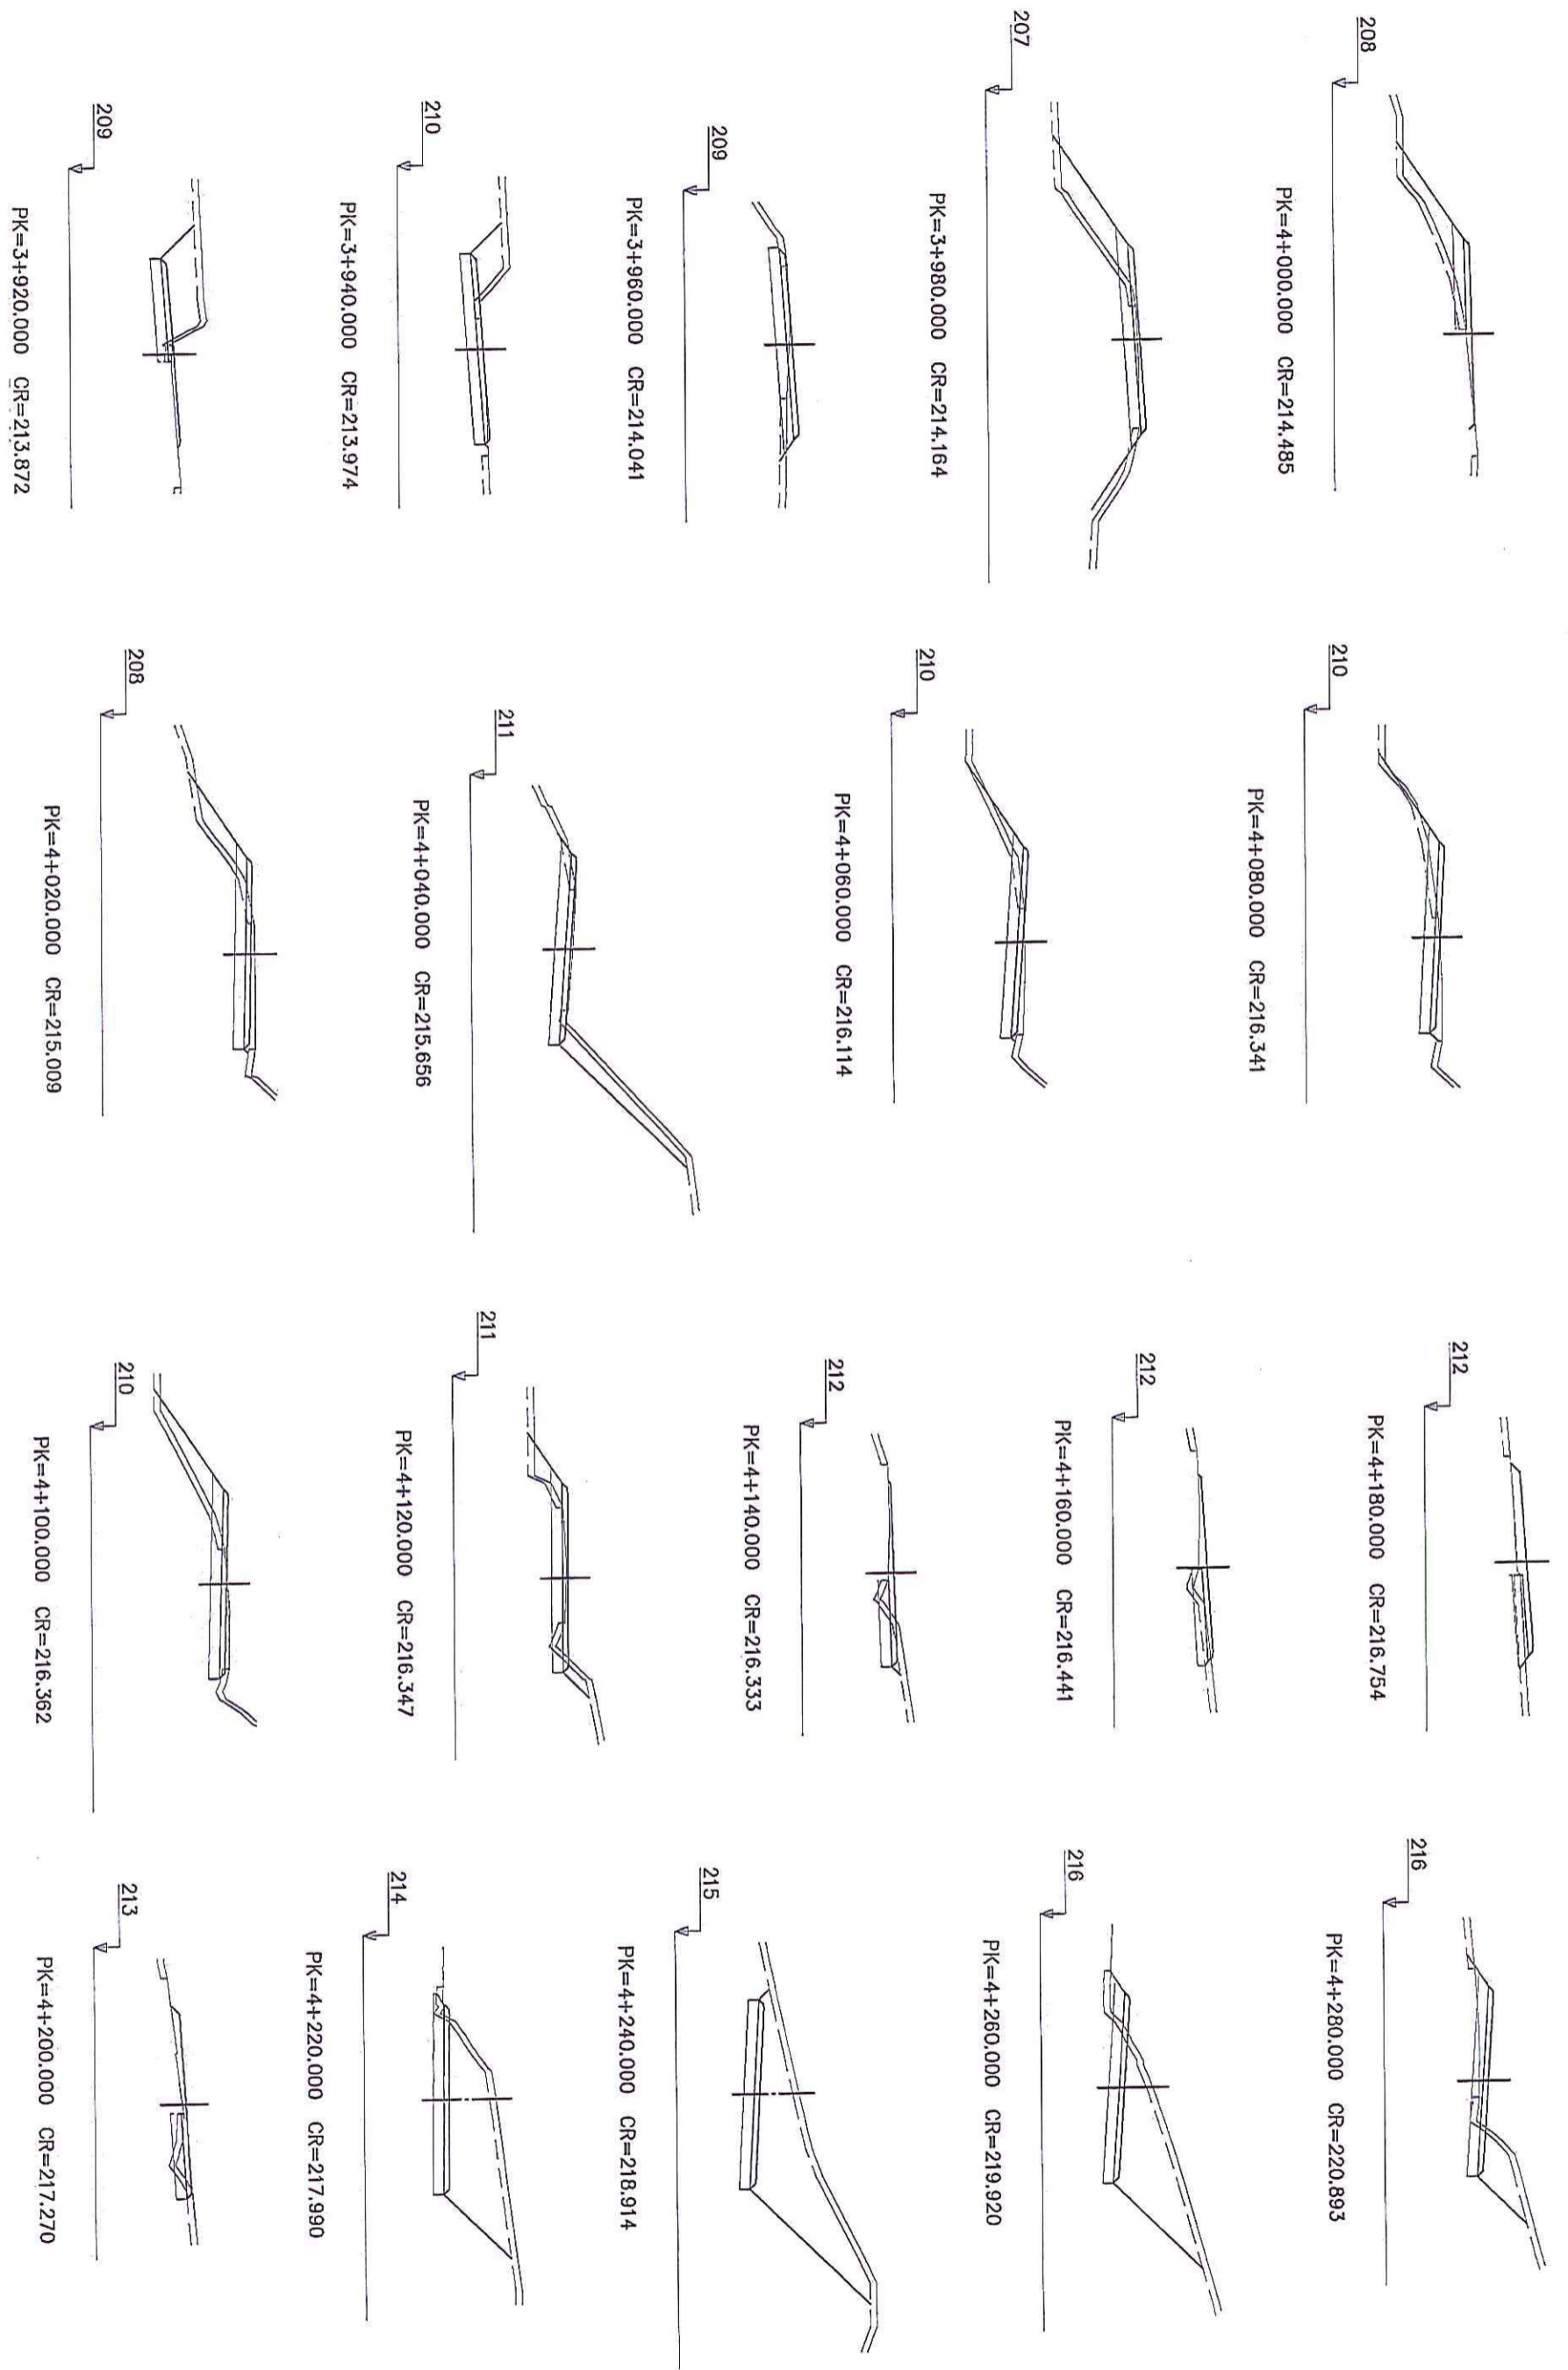 208
PK=4+000.000 CR=214.485
207
PK=3+980.000 CR=214.164
209
PK=3+960.000 CR=214.041
210
PK=3+940.000 CR=213.974
209
PK=3+920.000 CR=213.872
210
PK=4+080.000 CR=216.341
210
PK=4+060.000 CR=216.114
211
PK=4+040.000 CR=215.656
208
PK=4+020.000 CR=215.009
212
PK=4+180.000 CR=216.754
212
PK=4+160.000 CR=216.441
212
PK=4+140.000 CR=216.333
211
PK=4+120.000 CR=216.347
210
PK=4+100.000 CR=216.362
216
PK=4+280.000 CR=220.893
216
PK=4+260.000 CR=219.920
215
PK=4+240.000 CR=218.914
214
PK=4+220.000 CR=217.990
213
PK=4+200.000 CR=217.270